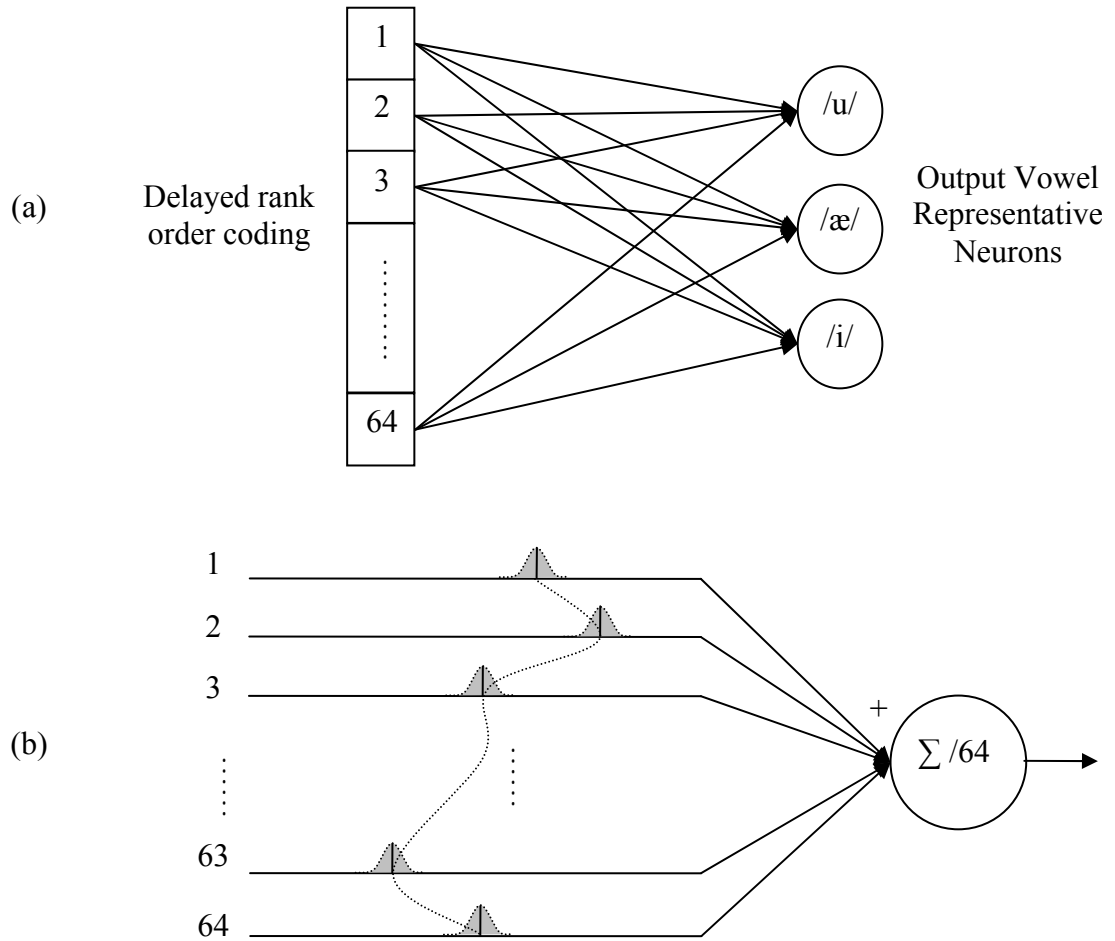 (a)
Delayed rank
order coding
1
2
3
64
/u/
/æ/
/i/
Output Vowel
Representative
Neurons
(b)
1
2
3
63
64
+
∑ /64